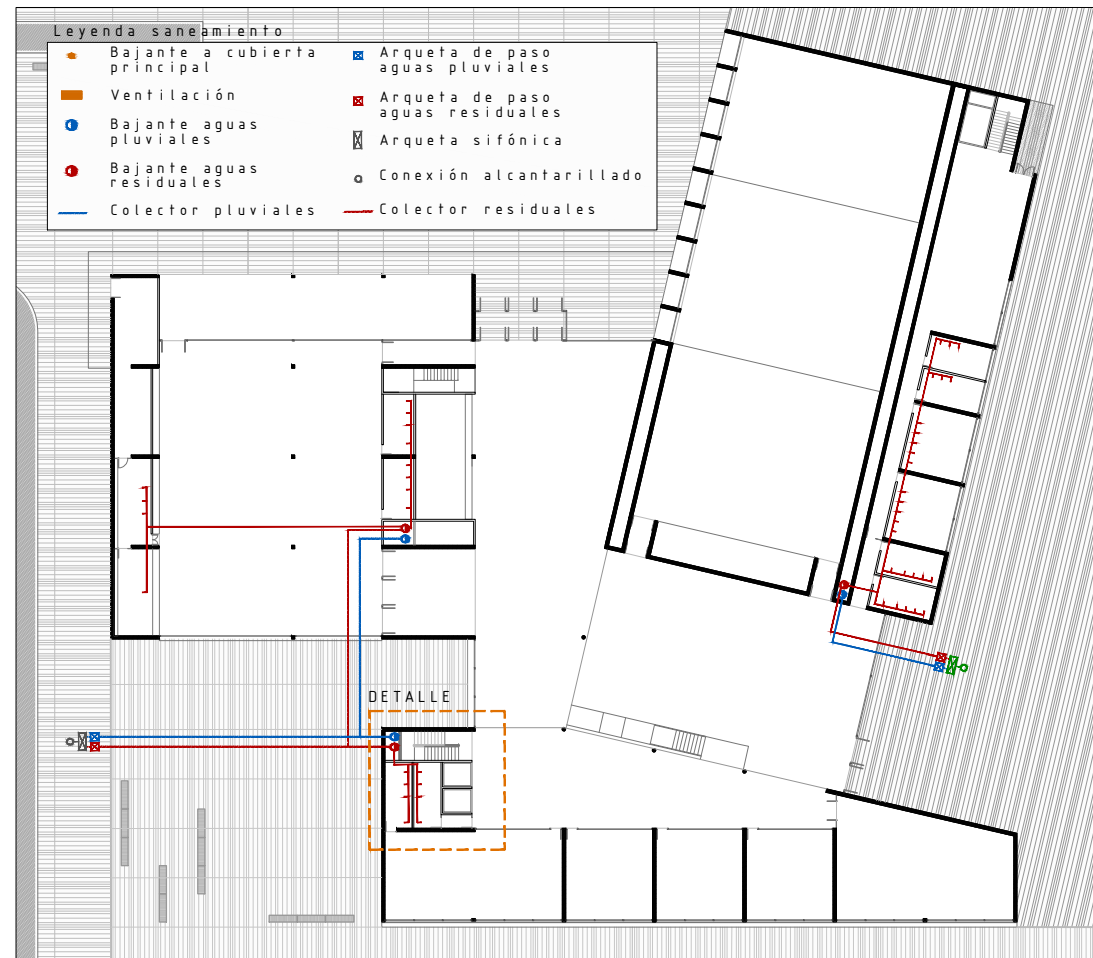 Leyenda saneamiento
Bajante a cubierta
principal
Ventilación
Bajante aguas
pluviales
Bajante aguas
residuales
Colector pluviales
Arqueta de paso
aguas pluviales
Arqueta de paso
aguas residuales
Arqueta sifónica
Conexión alcantarillado
Colector residuales
DETALLE